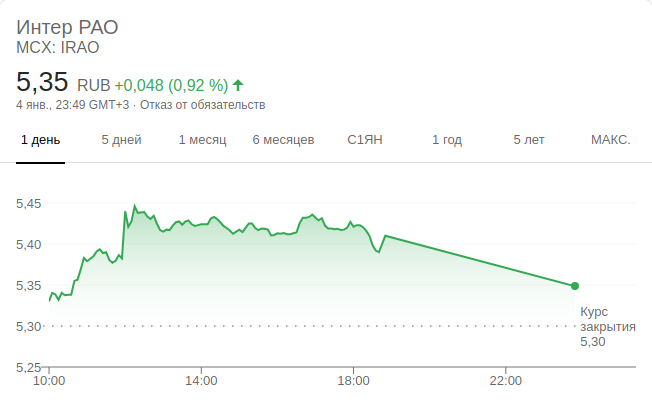 Интер РАО
MCX: IRAO
5,35 RUB +0,048 (0,92 %)
4 янв., 23:49 GMT+3 · Отказ от обязательств
1 день 5 дней 1 месяц 6 месяцев С1ЯН 1 год 5 лет МАКС.
5,45
5,40
5,35
5,30
5,25
Курс
закрытия
5,30
10:00 14:00 18:00 22:00